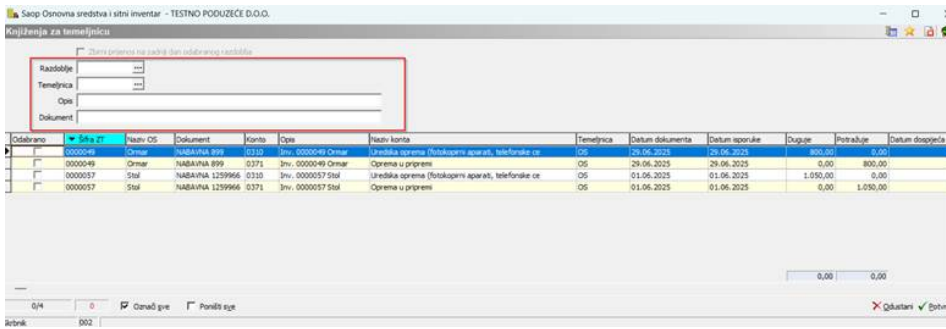 Saop Osnovna sredstva i sitni inventar - TESTNO PODUZEĆE D.O.O.
Knjiženja za temeljnicu
Zbirni prijenos na zadnji dan odabranog razdoblja
Razdoblje
Temeljnica
Opis
Dokument
Odabrano Šifra ZT Naziv OS Dokument Konto Opis Naziv konta Temeljnica Datum dokumenta Datum isporuke Duguje Potražuje Datum dospijeća
0000049 Ormar NABAVNA 899 0310 Inv. 0000049 Ormar Uredska oprema (fotokopirni aparati, telefonske ce OS 29.06.2025 29.06.2025 800,00 0,00
0000049 Ormar NABAVNA 899 0371 Inv. 0000049 Ormar Oprema u pripremi OS 29.06.2025 29.06.2025 0,00 800,00
0000057 Stol NABAVNA 1259966 0310 Inv. 0000057 Stol Uredska oprema (fotokopirni aparati, telefonske ce OS 01.06.2025 01.06.2025 1.050,00 0,00
0000057 Stol NABAVNA 1259966 0371 Inv. 0000057 Stol Oprema u pripremi OS 01.06.2025 01.06.2025 0,00 1.050,00
0,00 0,00
0/4 0 Označi sve Poništi sve Odustani Potvr
Skrbnik 002